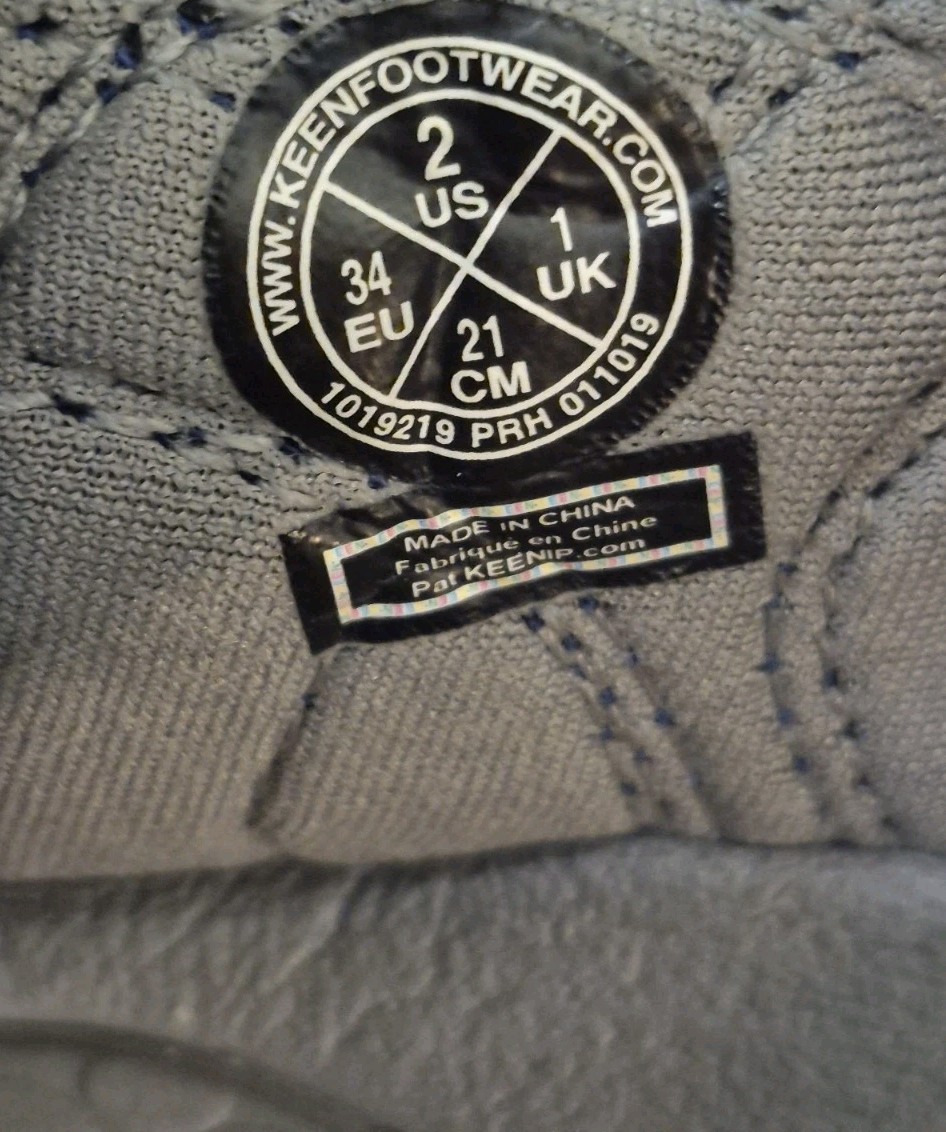 WWW.KEENFOOTWEAR.COM
2
US
1
UK
34
EU
21
CM
1019219 PRH 011019
MADE IN CHINA
Fabriqué en Chine
Pat KEENIP.com